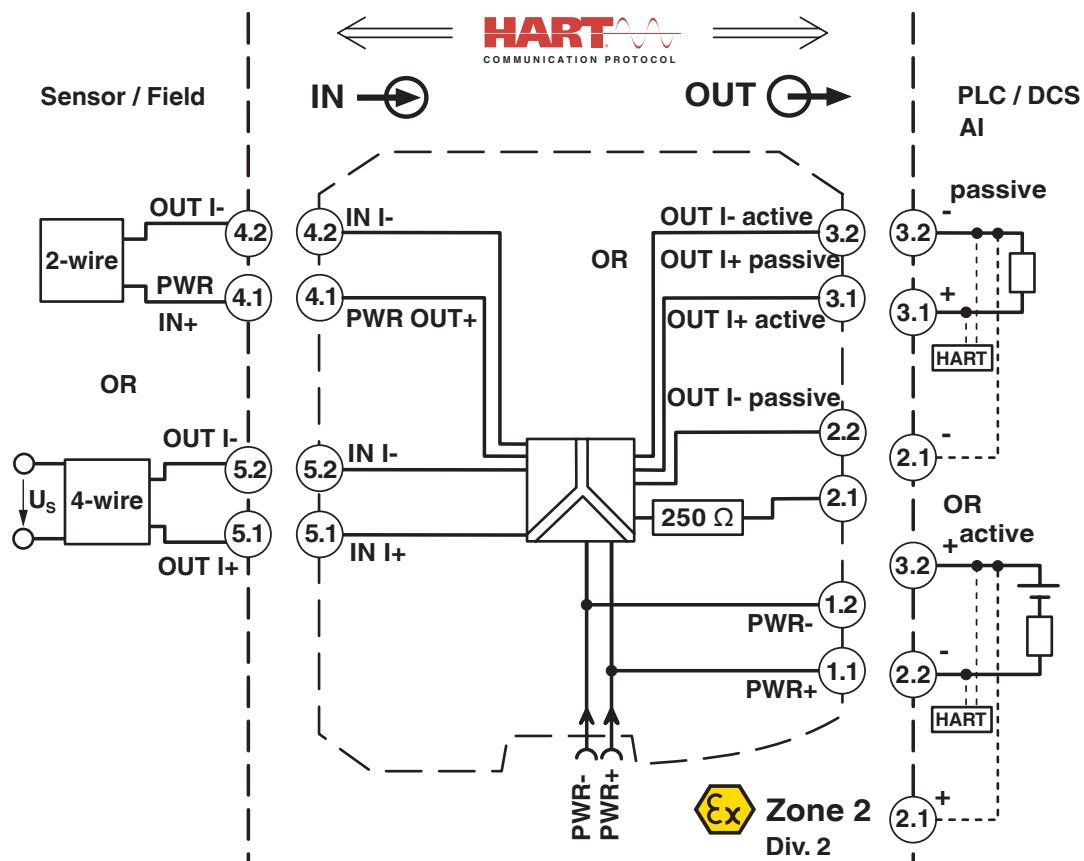 HART
COMMUNICATION PROTOCOL
Sensor / Field
IN
OUT
PLC / DCS
AI
2-wire
OUT I-
4.2
PWR
IN+
4.1
OR
US
4-wire
OUT I-
5.2
5.1
OUT I+
4.2
IN I-
4.1
PWR OUT+
5.2
IN I-
5.1
IN I+
OR
OUT I- active
3.2
OUT I+ passive
3.1
OUT I+ active
OUT I- passive
2.2
2.1
250 Ω
1.2
PWR-
1.1
PWR+
PWR-
PWR+
Ex
Zone 2
Div. 2
passive
3.2
-
3.1
+
HART
2.1
-
OR
active
3.2
+
2.2
-
HART
2.1
+